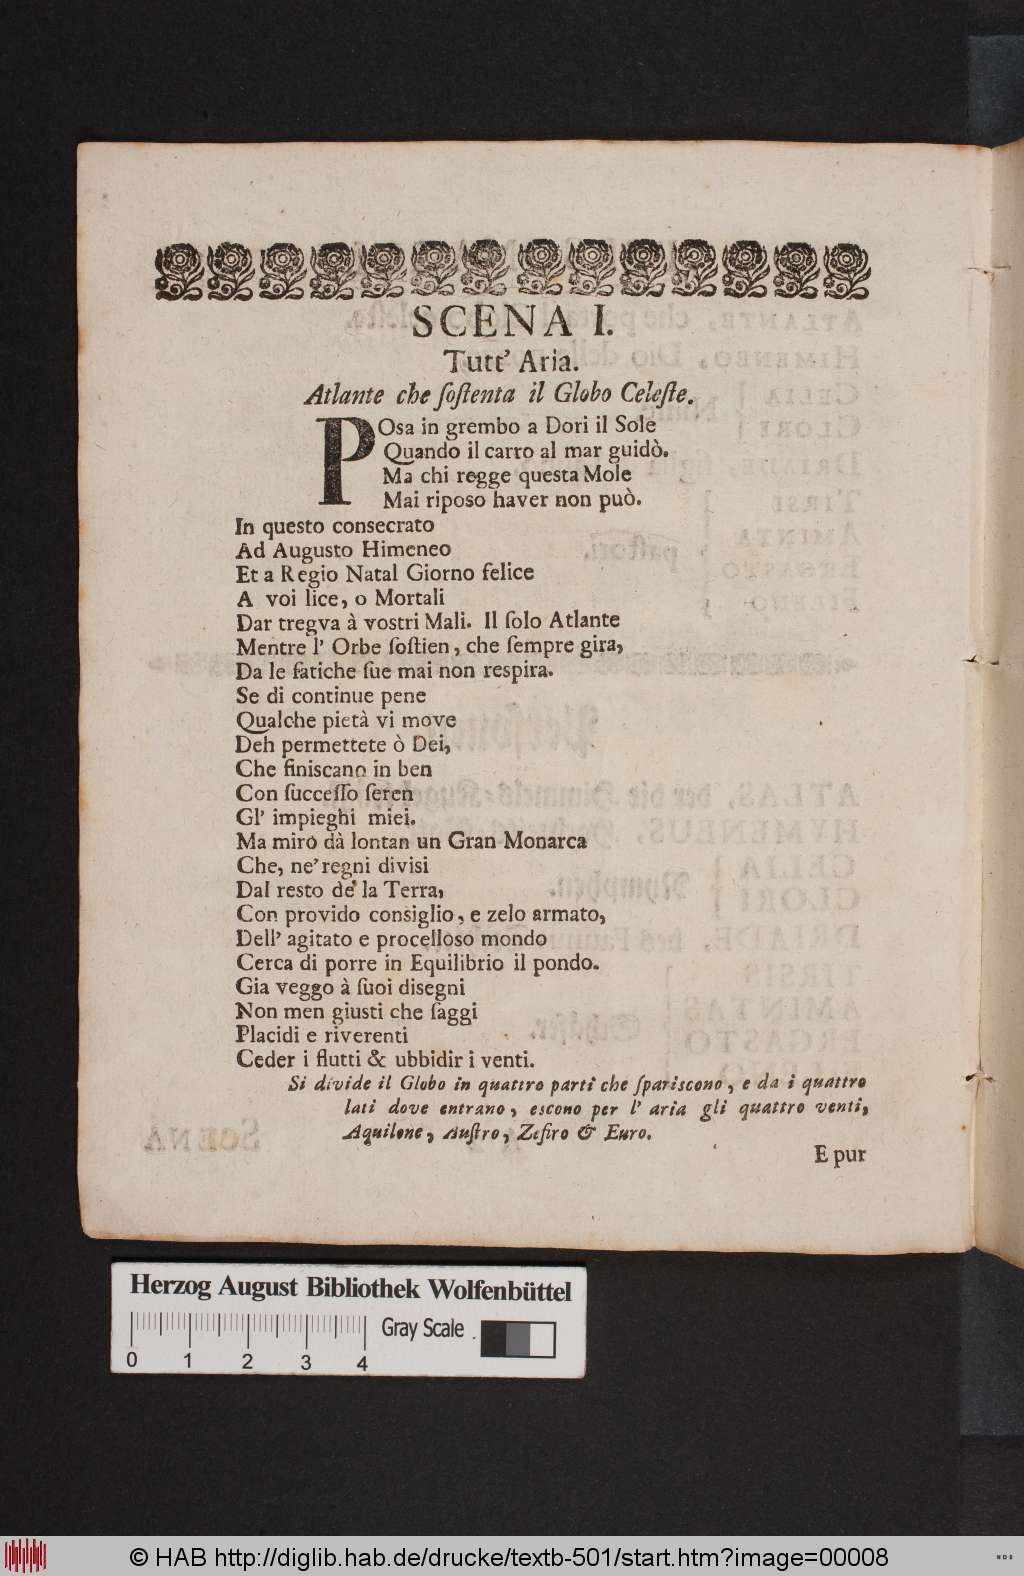 SCENA I.
Tutt' Aria.
Atlante che ſoſtenta il Globo Celeſte.
POsa in grembo a Dori il Sole
Quando il carro al mar guidò.
Ma chi regge questa Mole
Mai riposo haver non può.
In questo consecrato
Ad Augusto Himeneo
Et a Regio Natal Giorno felice
A voi lice, o Mortali
Dar tregva à vostri Mali. Il ſolo Atlante
Mentre l' Orbe ſoſtien, che ſempre gira,
Da le fatiche ſue mai non respira.
Se di continue pene
Qualche pietà vi move
Deh permettete ò Dei,
Che finiscano in ben
Con ſucceſſo ſeren
Gl' impieghi miei.
Ma miro dà lontan un Gran Monarca
Che, ne' regni divisi
Dal resto de' la Terra,
Con provido consiglio, e zelo armato,
Dell' agitato e procelloso mondo
Cerca di porre in Equilibrio il pondo.
Gia veggo à ſuoi disegni
Non men giusti che ſaggi
Placidi e riverenti
Ceder i flutti & ubbidir i venti.
Si divide il Globo in quattro parti che ſpariscono, e da i quattro
lati dove entrano, escono per l' aria gli quattro venti,
Aquilone, Auſtro, Zefiro & Euro.
E pur
Herzog August Bibliothek Wolfenbüttel
Gray Scale
0 1 2 3 4
© HAB http://diglib.hab.de/drucke/textb-501/start.htm?image=00008